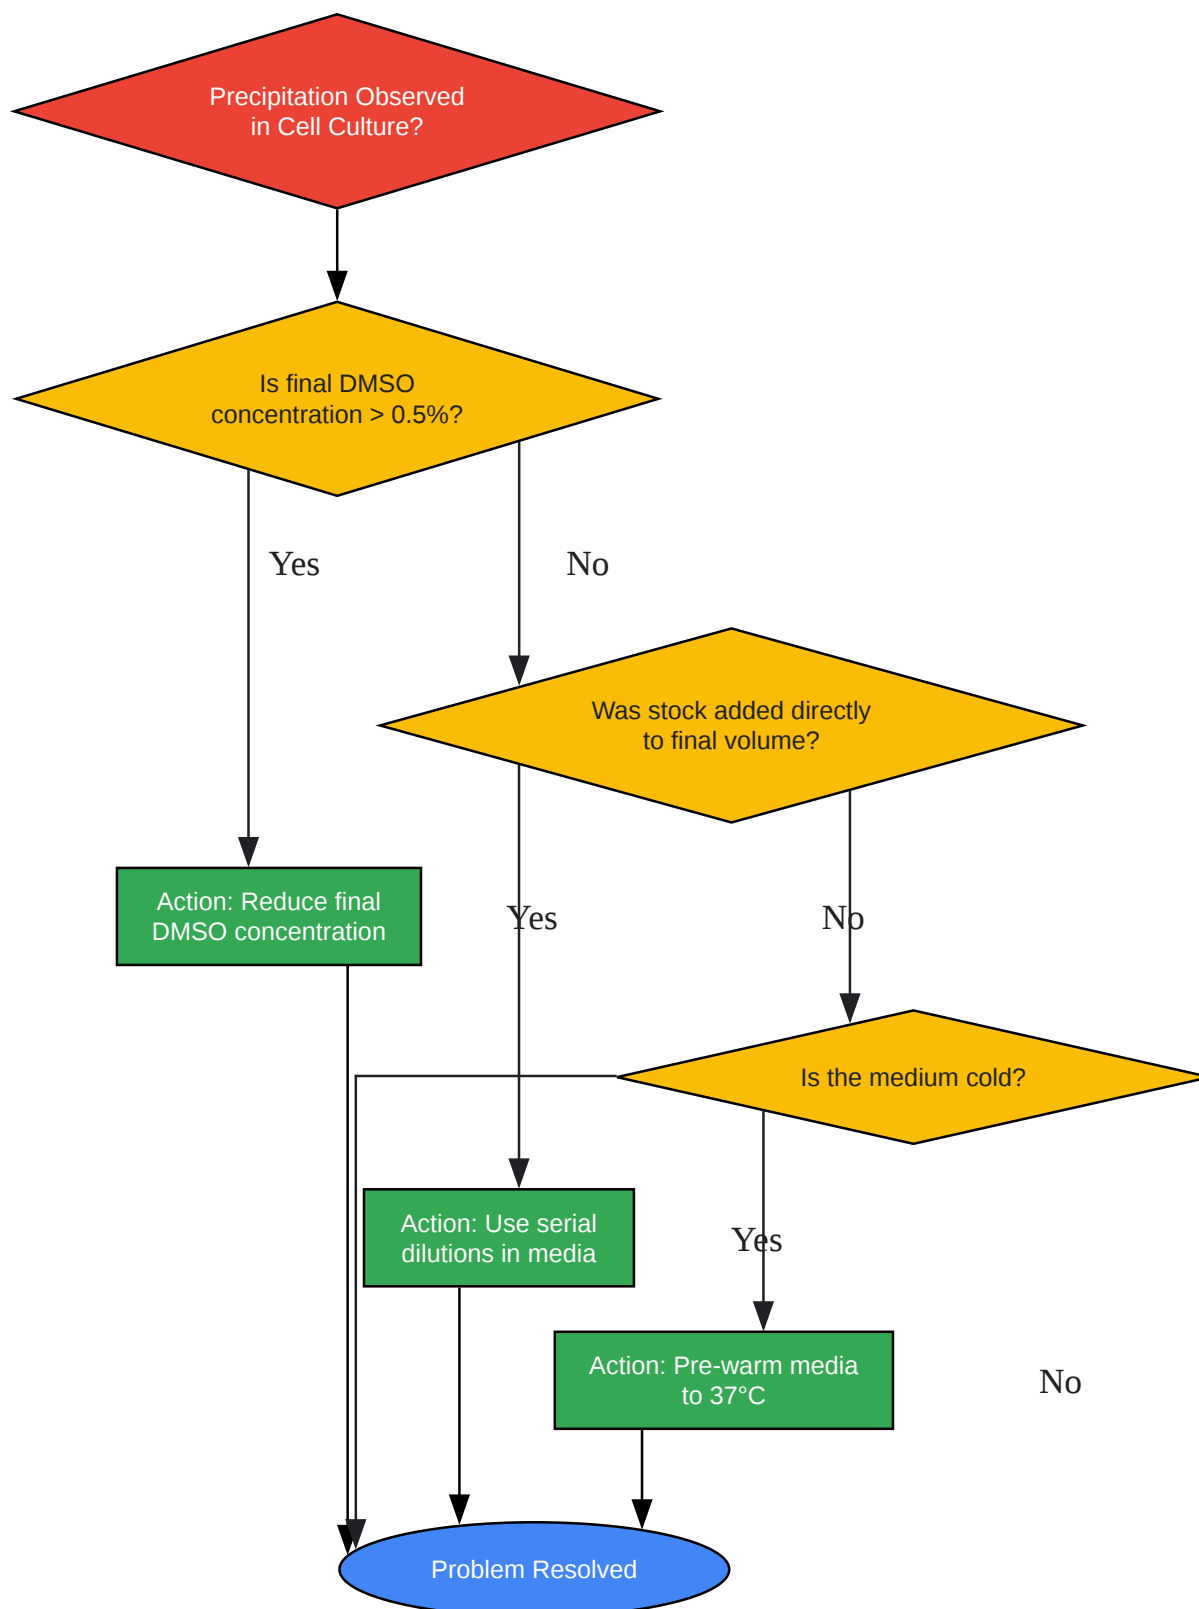 Precipitation Observed
in Cell Culture?
Is final DMSO
concentration > 0.5%?
Yes
No
Was stock added directly
to final volume?
Action: Reduce final
DMSO concentration
Yes
No
Is the medium cold?
Action: Use serial
dilutions in media
Yes
Action: Pre-warm media
to 37°C
No
Problem Resolved